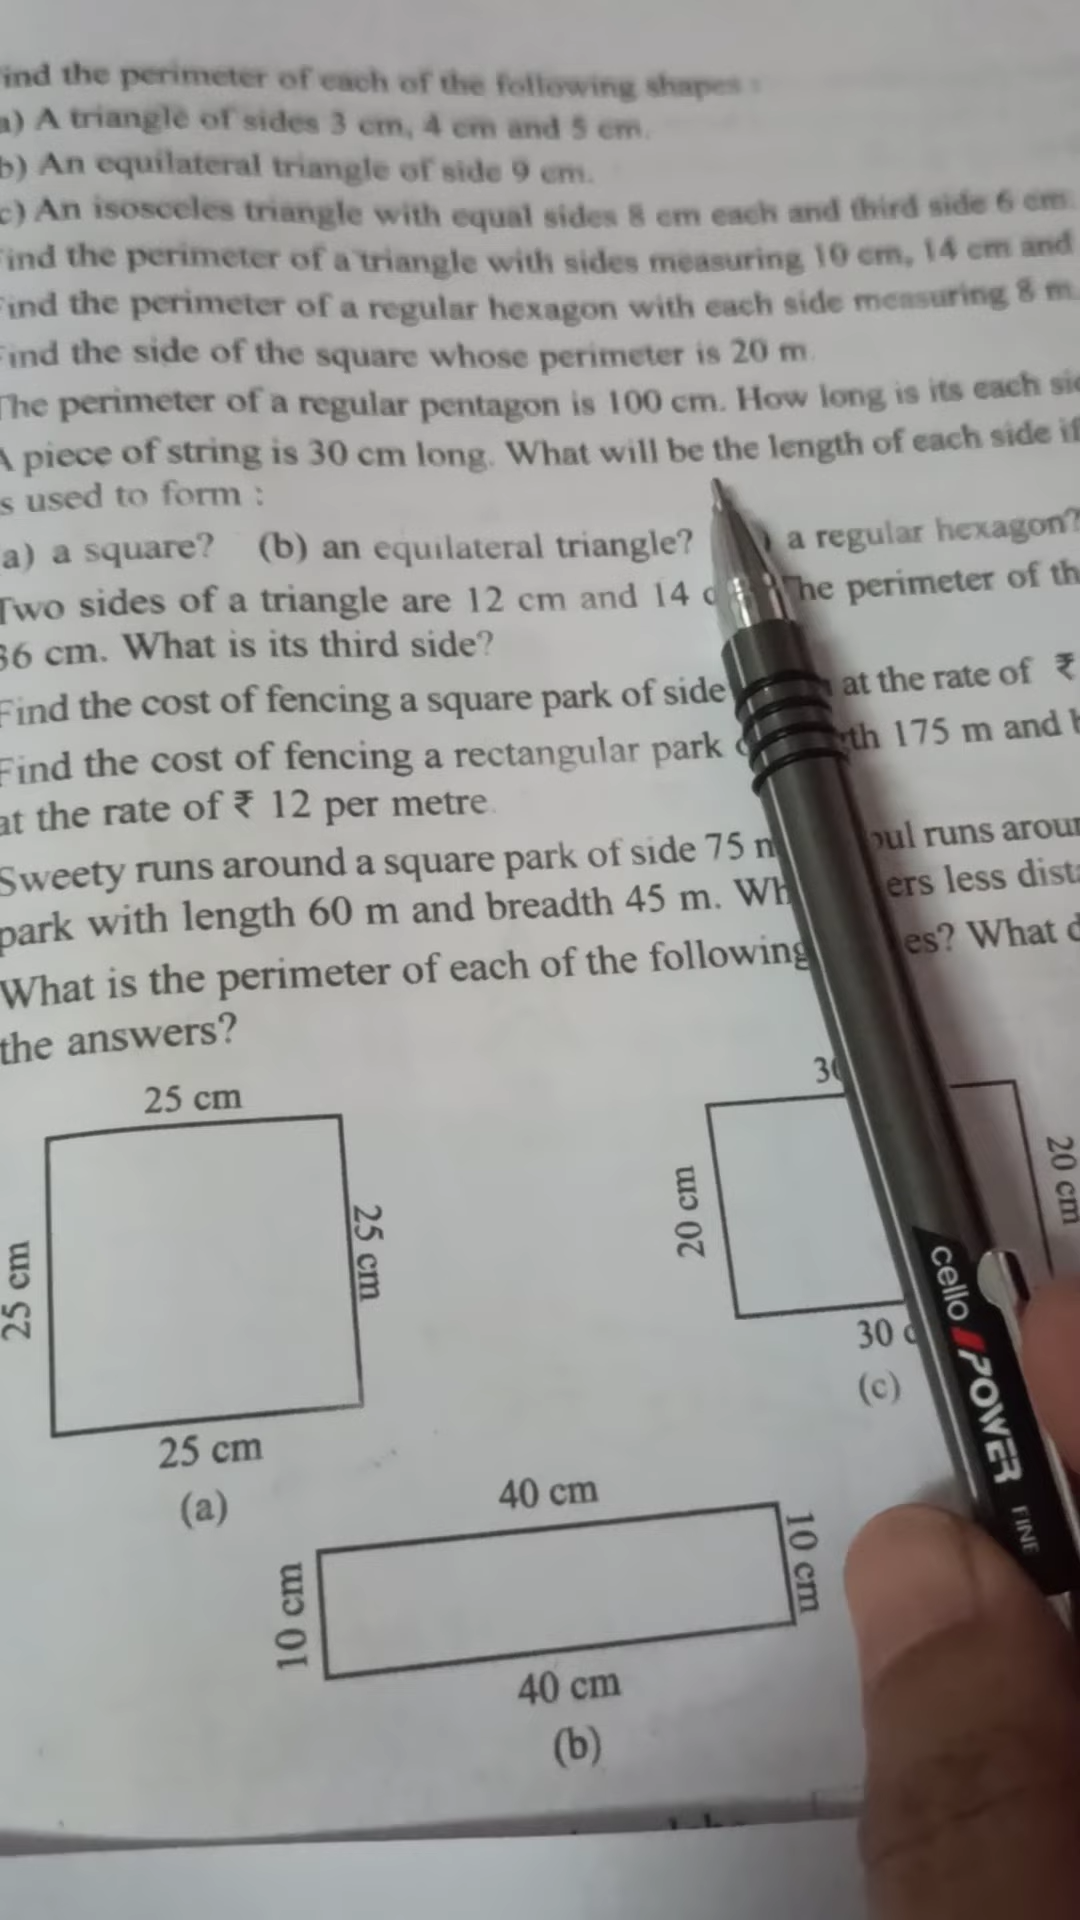 ind the perimeter of each of the following shapes :
a) A triangle of sides 3 cm, 4 cm and 5 cm.
b) An equilateral triangle of side 9 cm.
c) An isosceles triangle with equal sides 8 cm each and third side 6 cm.
ind the perimeter of a triangle with sides measuring 10 cm, 14 cm and
ind the perimeter of a regular hexagon with each side measuring 8 m.
ind the side of the square whose perimeter is 20 m.
The perimeter of a regular pentagon is 100 cm. How long is its each
A piece of string is 30 cm long. What will be the length of each side if
s used to form :
a) a square? (b) an equilateral triangle? a regular hexagon?
Two sides of a triangle are 12 cm and 14 The perimeter of
36 cm. What is its third side?
Find the cost of fencing a square park of side at the rate of ₹
Find the cost of fencing a rectangular park 175 m and
at the rate of ₹ 12 per metre.
Sweety runs around a square park of side 75 runs
park with length 60 m and breadth 45 m. less
What is the perimeter of each of the following What
the answers?
25 cm
25 cm
25 cm
25 cm
(a)
20 cm
20 cm
30
(c)
40 cm
10 cm
10 cm
40 cm
(b)
cello POWER FINE